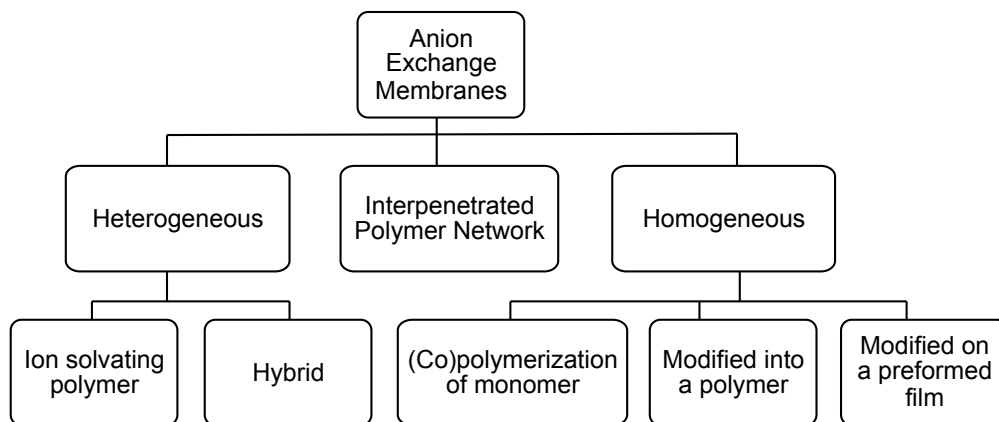 Anion
Exchange
Membranes
Heterogeneous
Interpenetrated
Polymer Network
Homogeneous
Ion solvating
polymer
Hybrid
(Co)polymerization
of monomer
Modified into
a polymer
Modified on
a preformed
film